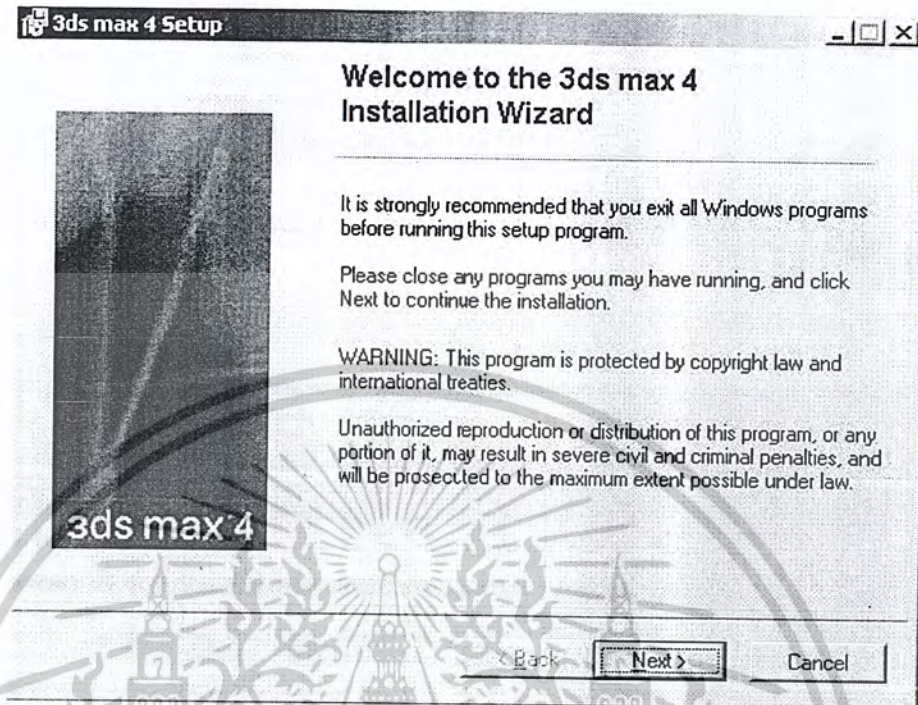 3ds max 4 Setup
Welcome to the 3ds max 4
Installation Wizard
It is strongly recommended that you exit all Windows programs
before running this setup program.
Please close any programs you may have running, and click
Next to continue the installation.
WARNING: This program is protected by copyright law and
international treaties.
Unauthorized reproduction or distribution of this program, or any
portion of it, may result in severe civil and criminal penalties, and
will be prosecuted to the maximum extent possible under law.
3ds max 4
< Back
Next >
Cancel